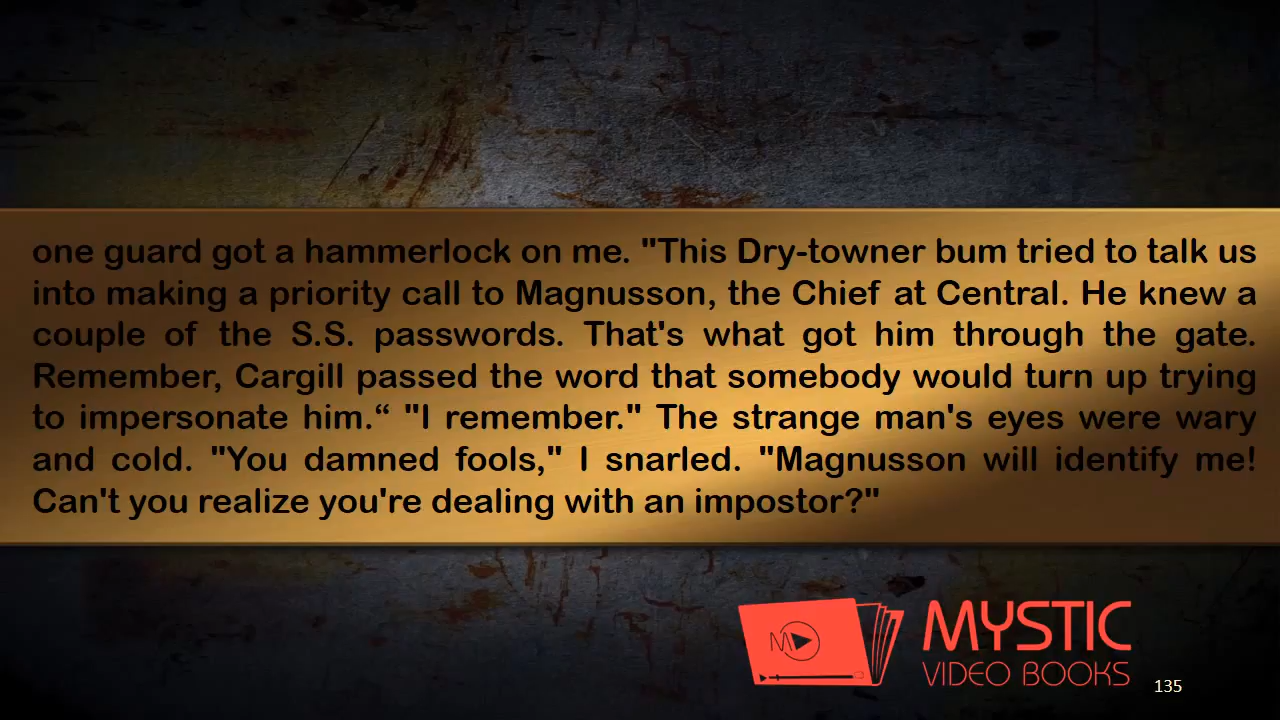 one guard got a hammerlock on me. "This Dry-towner bum tried to talk us
into making a priority call to Magnusson, the Chief at Central. He knew a
couple of the S.S. passwords. That's what got him through the gate.
Remember, Cargill passed the word that somebody would turn up trying
to impersonate him.“ "I remember." The strange man's eyes were wary
and cold. "You damned fools," I snarled. "Magnusson will identify me!
Can't you realize you're dealing with an impostor?"
M
MYSTIC
VIDEO BOOKS
135